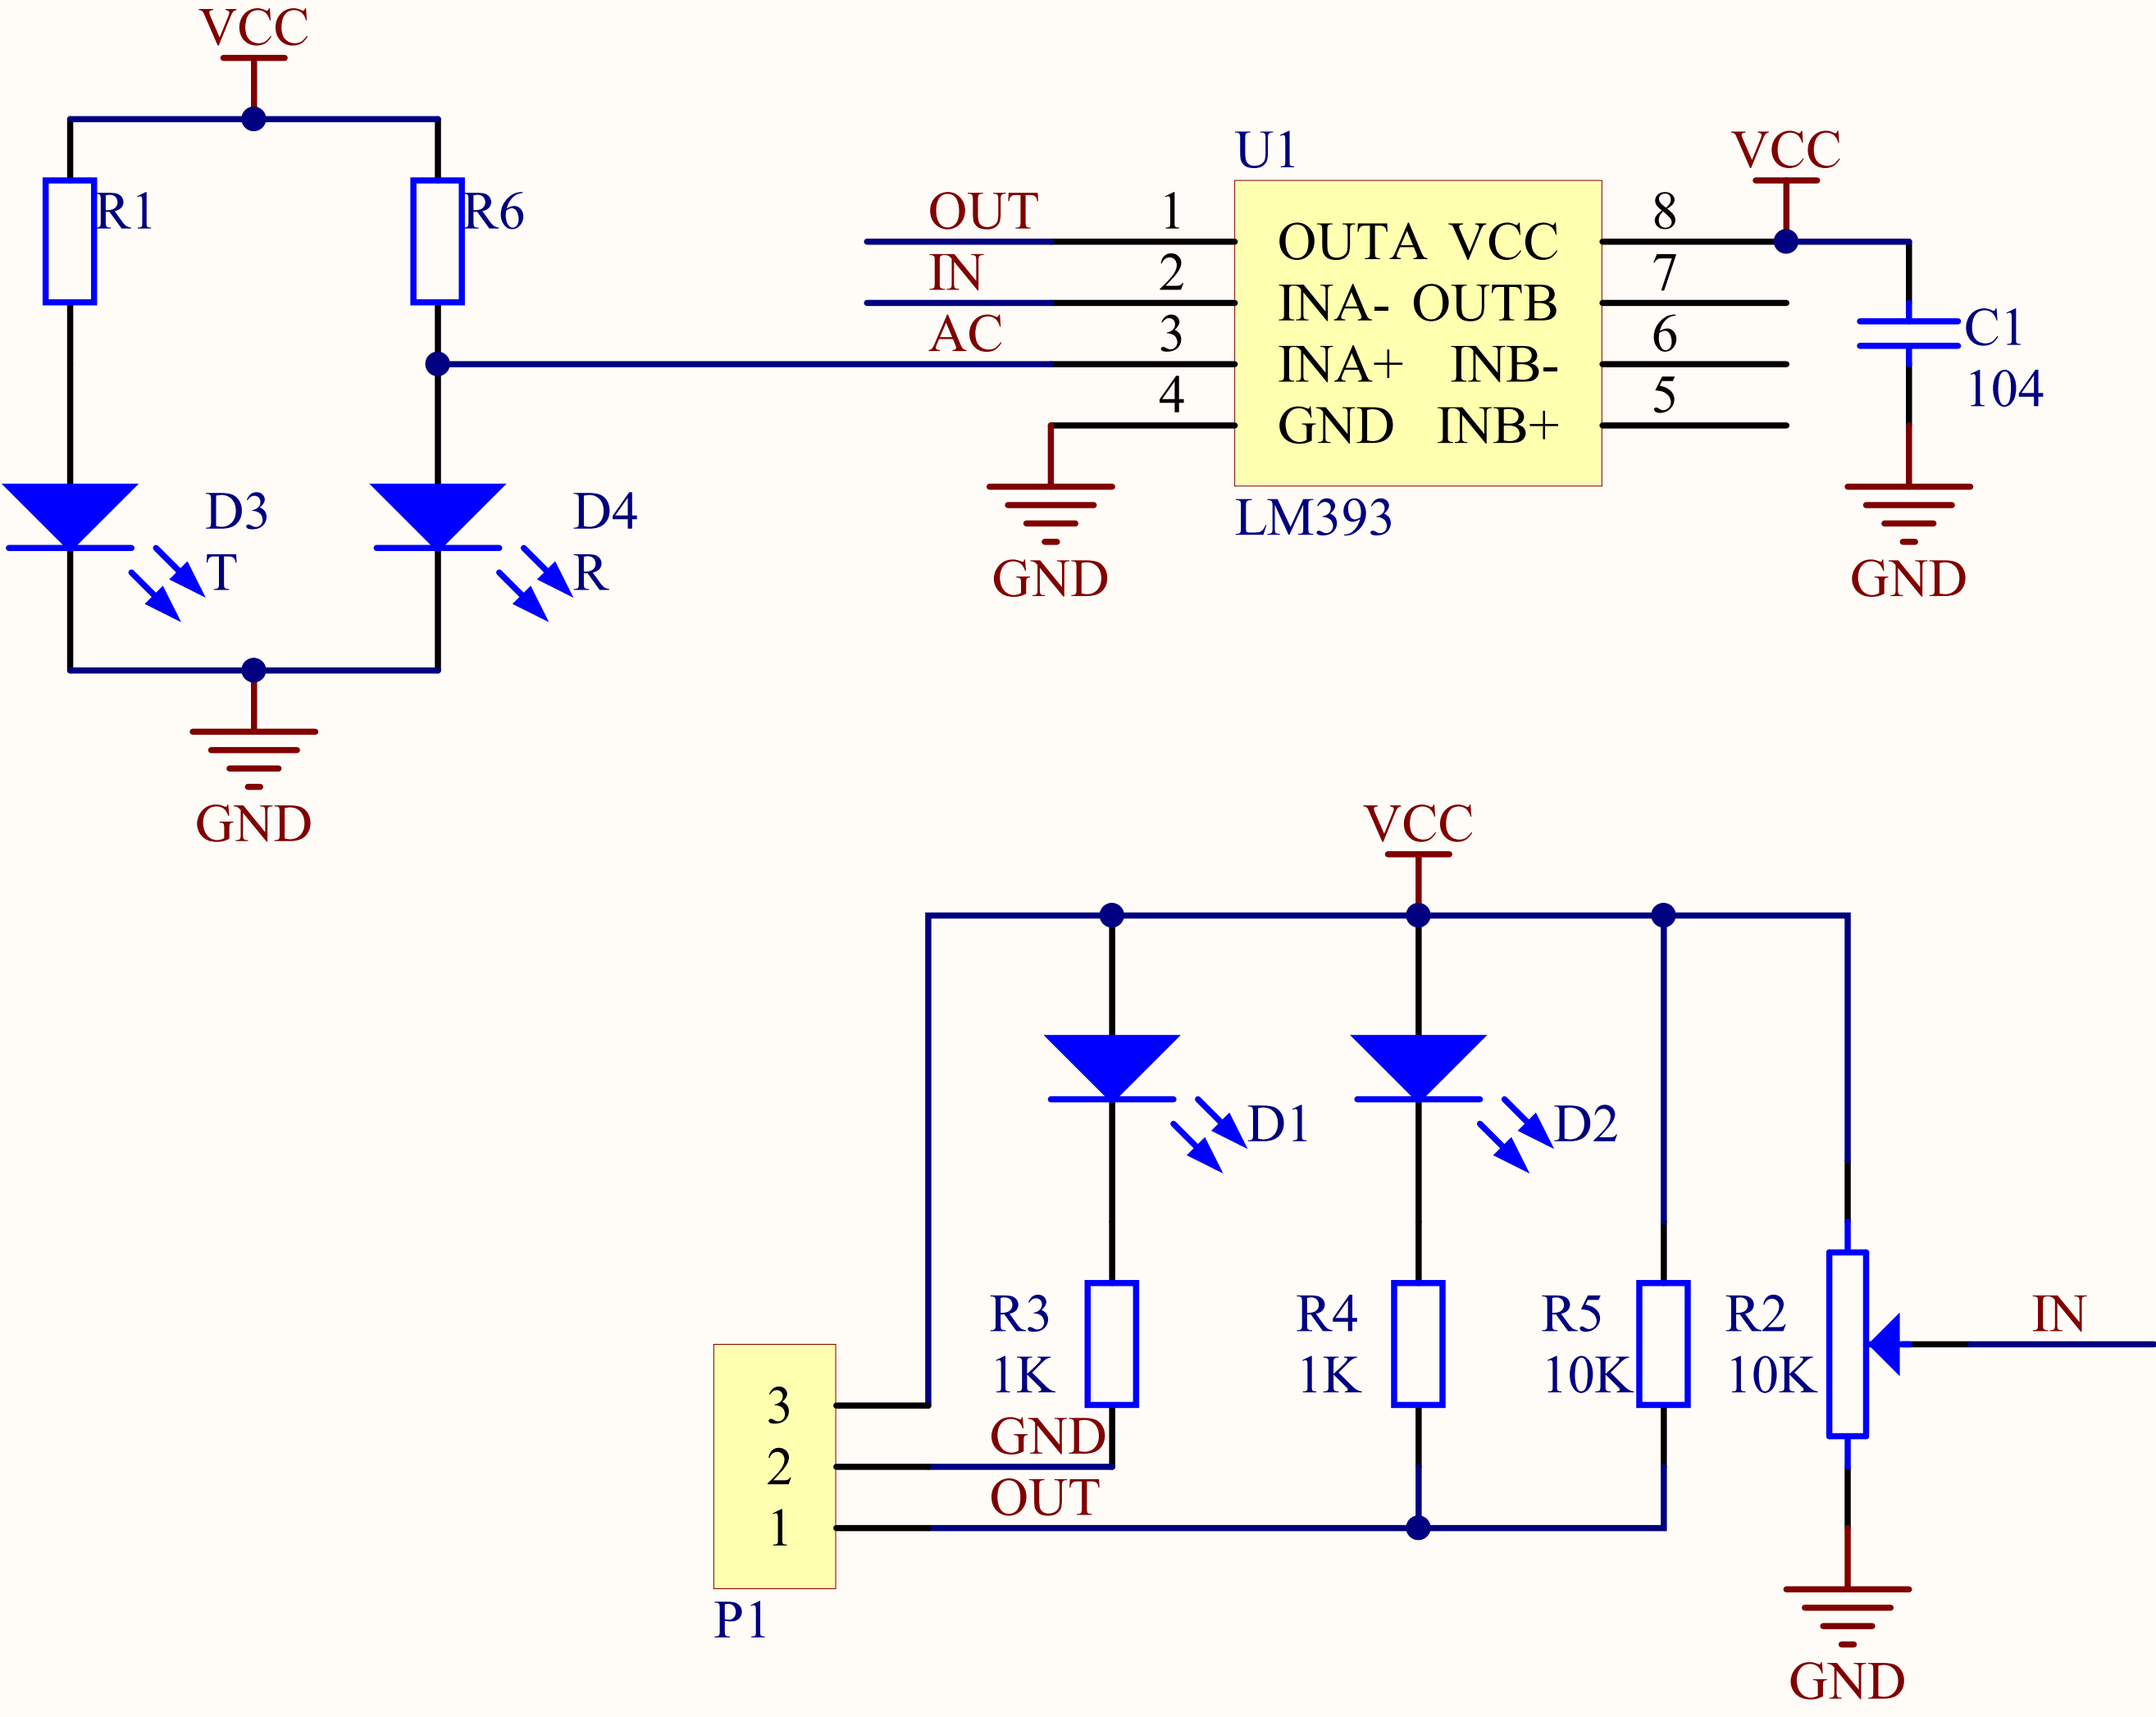 VCC
R1
R6
D3
T
D4
R
GND
U1
OUT
1
IN
2
AC
3
4
OUTA VCC
INA- OUTB
INA+ INB-
GND INB+
8
7
6
5
LM393
GND
VCC
C1
104
GND
VCC
D1
D2
R3
1K
R4
1K
R5
10K
R2
10K
IN
3
2
1
GND
OUT
P1
GND